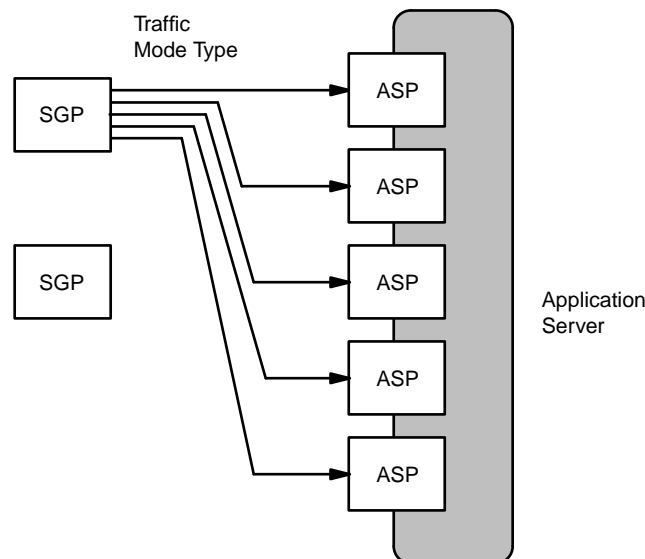 Traffic
Mode Type
SGP
ASP
ASP
SGP
ASP
Application
Server
ASP
ASP